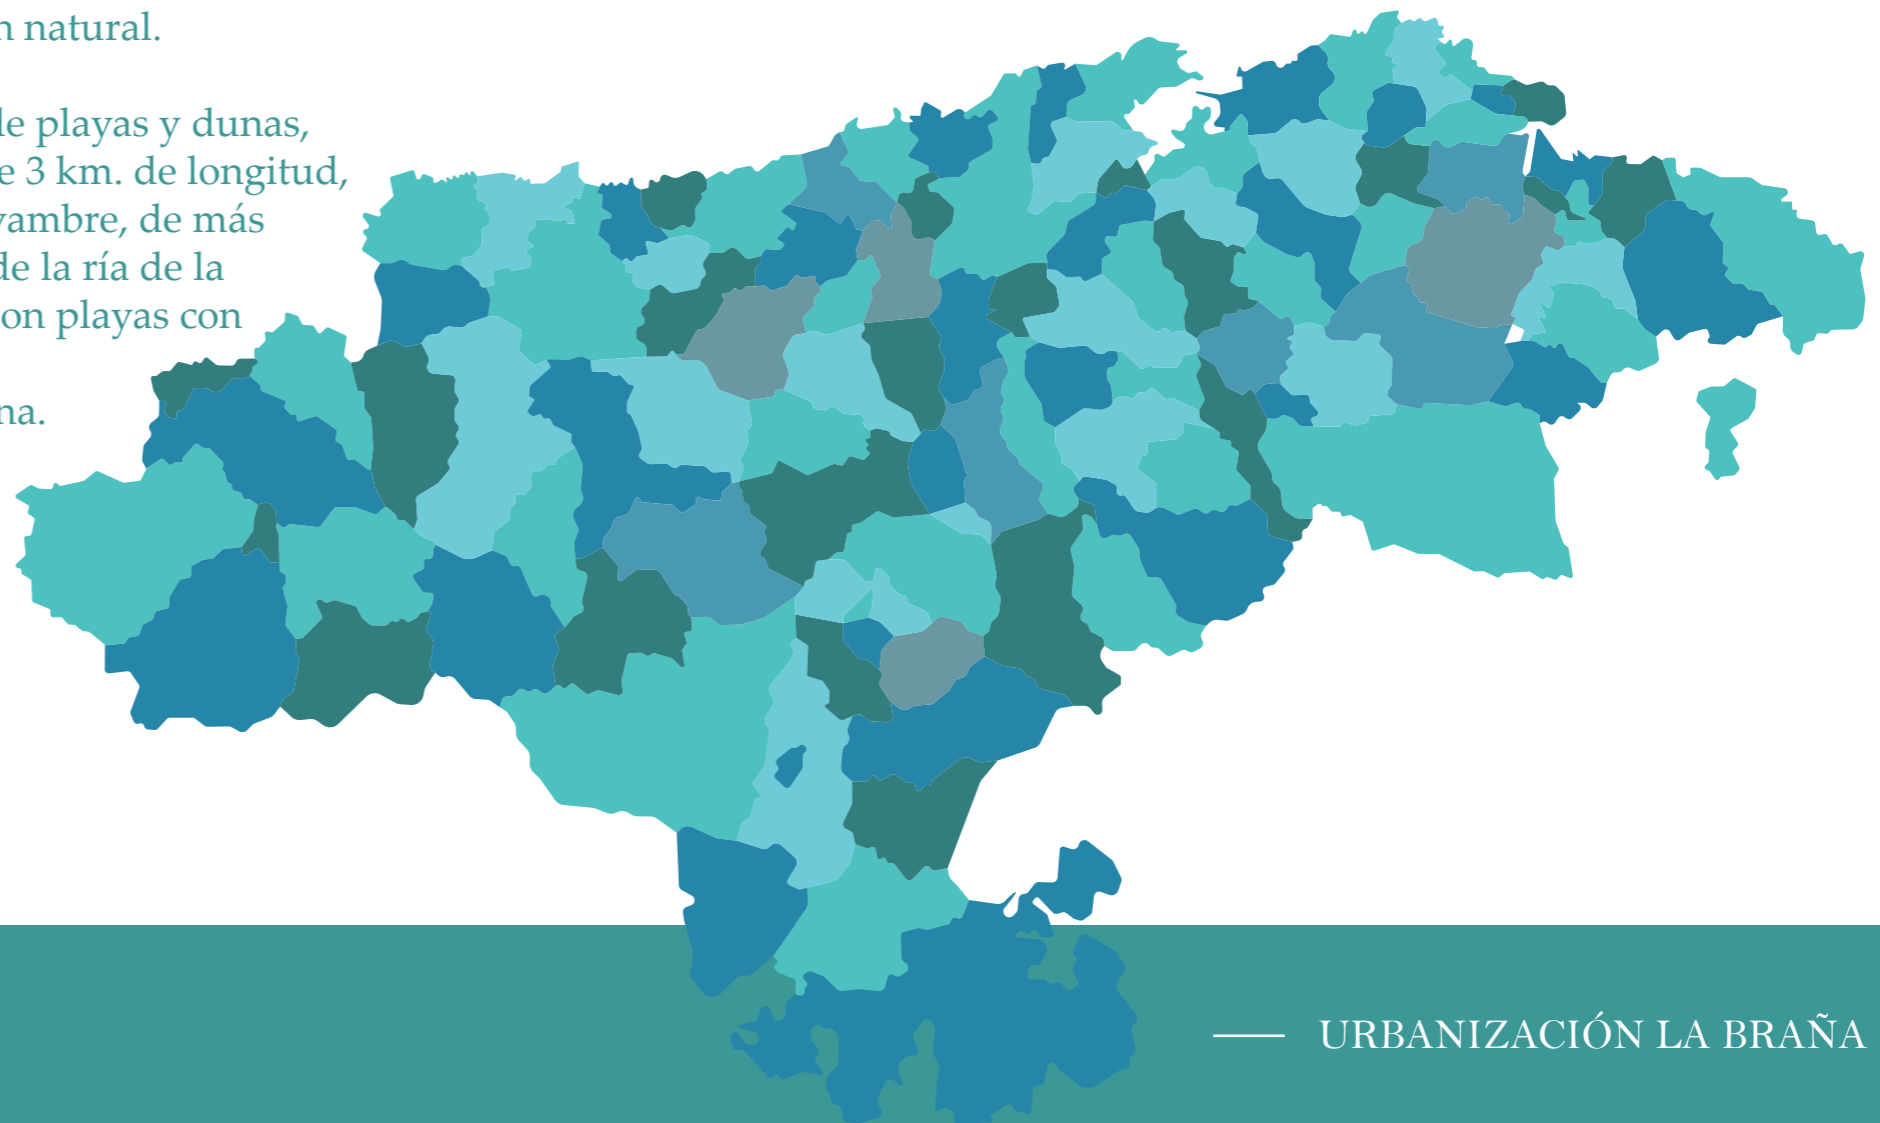 n natural.
le playas y dunas,
e 3 km. de longitud,
yambre, de más
de la ría de la
on playas con
na.
URBANIZACIÓN LA BRAÑA